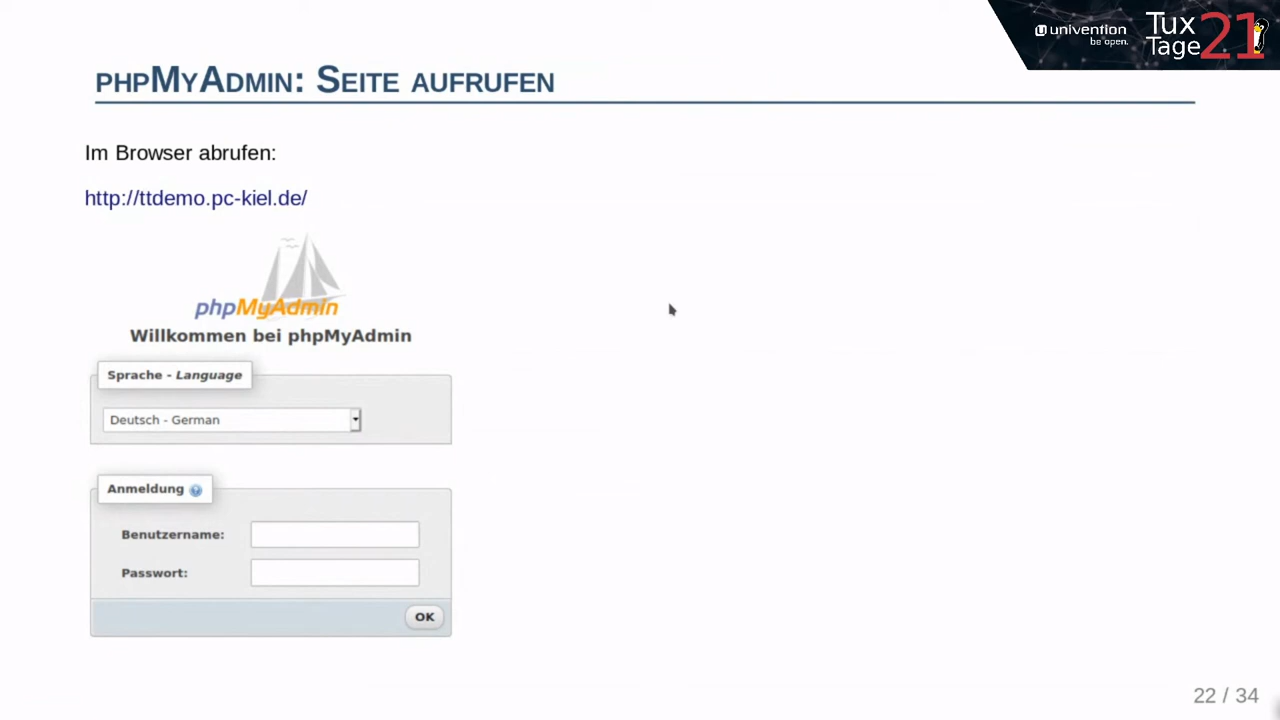 univention
be open.
Tux
Tage
21
phpMyAdmin: Seite aufrufen
Im Browser abrufen:
http://ttdemo.pc-kiel.de/
phpMyAdmin
Willkommen bei phpMyAdmin
Sprache - Language
Deutsch - German
Anmeldung
Benutzername:
Passwort:
OK
22 / 34